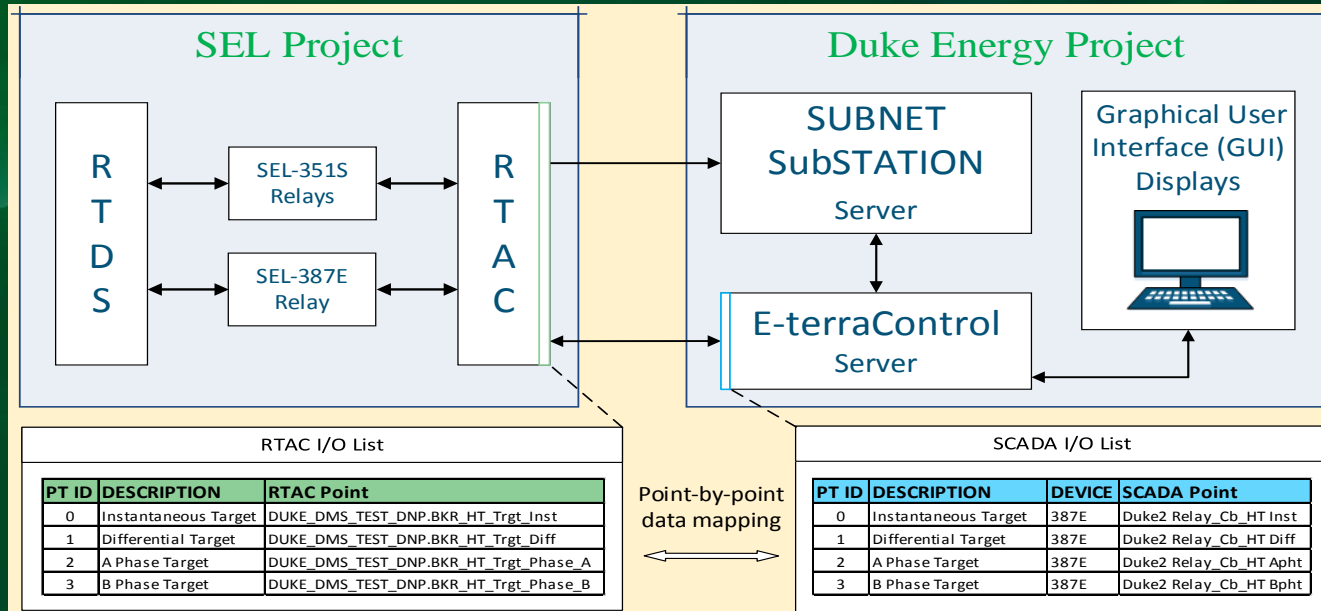 SEL Project
R
T
D
S
SEL-351S
Relays
SEL-387E
Relay
R
T
A
C
Duke Energy Project
SUBNET
SubSTATION
Server
E-terraControl
Server
Graphical User
Interface (GUI)
Displays
RTAC I/O List
PT ID DESCRIPTION RTAC Point
0 Instantaneous Target DUKE_DMS_TEST_DNP.BKR_HT_Trgt_Inst
1 Differential Target DUKE_DMS_TEST_DNP.BKR_HT_Trgt_Diff
2 A Phase Target DUKE_DMS_TEST_DNP.BKR_HT_Trgt_Phase_A
3 B Phase Target DUKE_DMS_TEST_DNP.BKR_HT_Trgt_Phase_B
Point-by-point
data mapping
SCADA I/O List
PT ID DESCRIPTION DEVICE SCADA Point
0 Instantaneous Target 387E Duke2 Relay_Cb_HT Inst
1 Differential Target 387E Duke2 Relay_Cb_HT Diff
2 A Phase Target 387E Duke2 Relay_Cb_HT Apht
3 B Phase Target 387E Duke2 Relay_Cb_HT Bpht